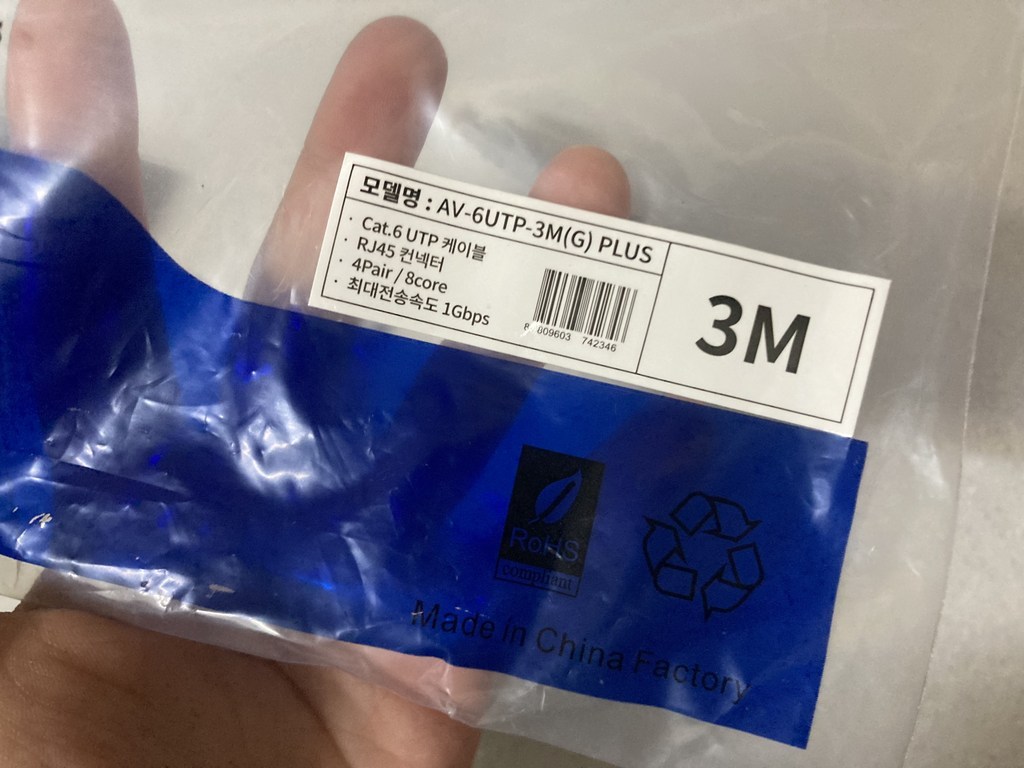 모델명 : AV-6UTP-3M(G) PLUS
· Cat.6 UTP 케이블
· RJ45 컨넥터
· 4Pair / 8core
· 최대전송속도 1Gbps
8 809603 742346
3M
RoHS
compliant
Made in China Factory